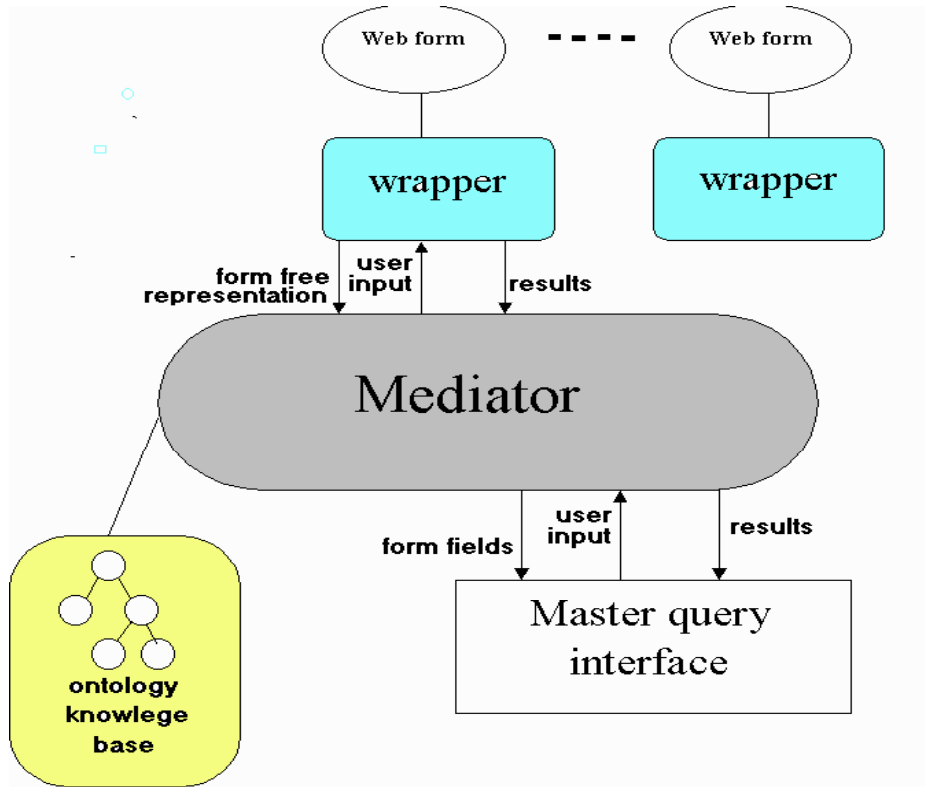 Web form
Web form
wrapper
wrapper
form free
representation
user
input
results
Mediator
form fields
user
input
results
Master query
interface
ontology
knowlege
base